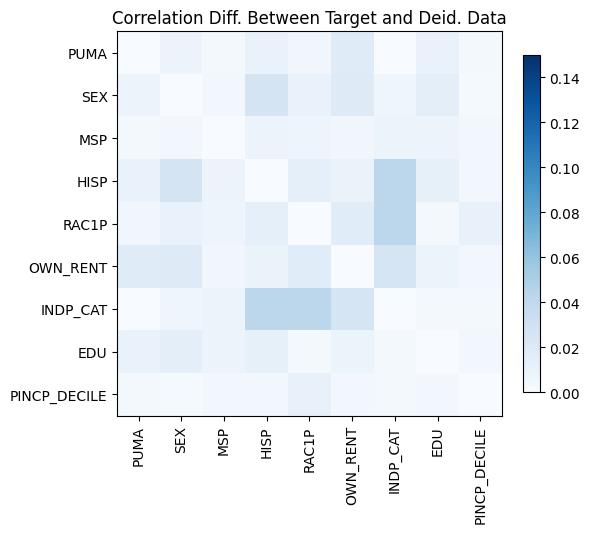 Correlation Diff. Between Target and Deid. Data
PUMA
SEX
MSP
HISP
RAC1P
OWN_RENT
INDP_CAT
EDU
PINCP_DECILE
PUMA
SEX
MSP
HISP
RAC1P
OWN_RENT
INDP_CAT
EDU
PINCP_DECILE
0.14
0.12
0.10
0.08
0.06
0.04
0.02
0.00